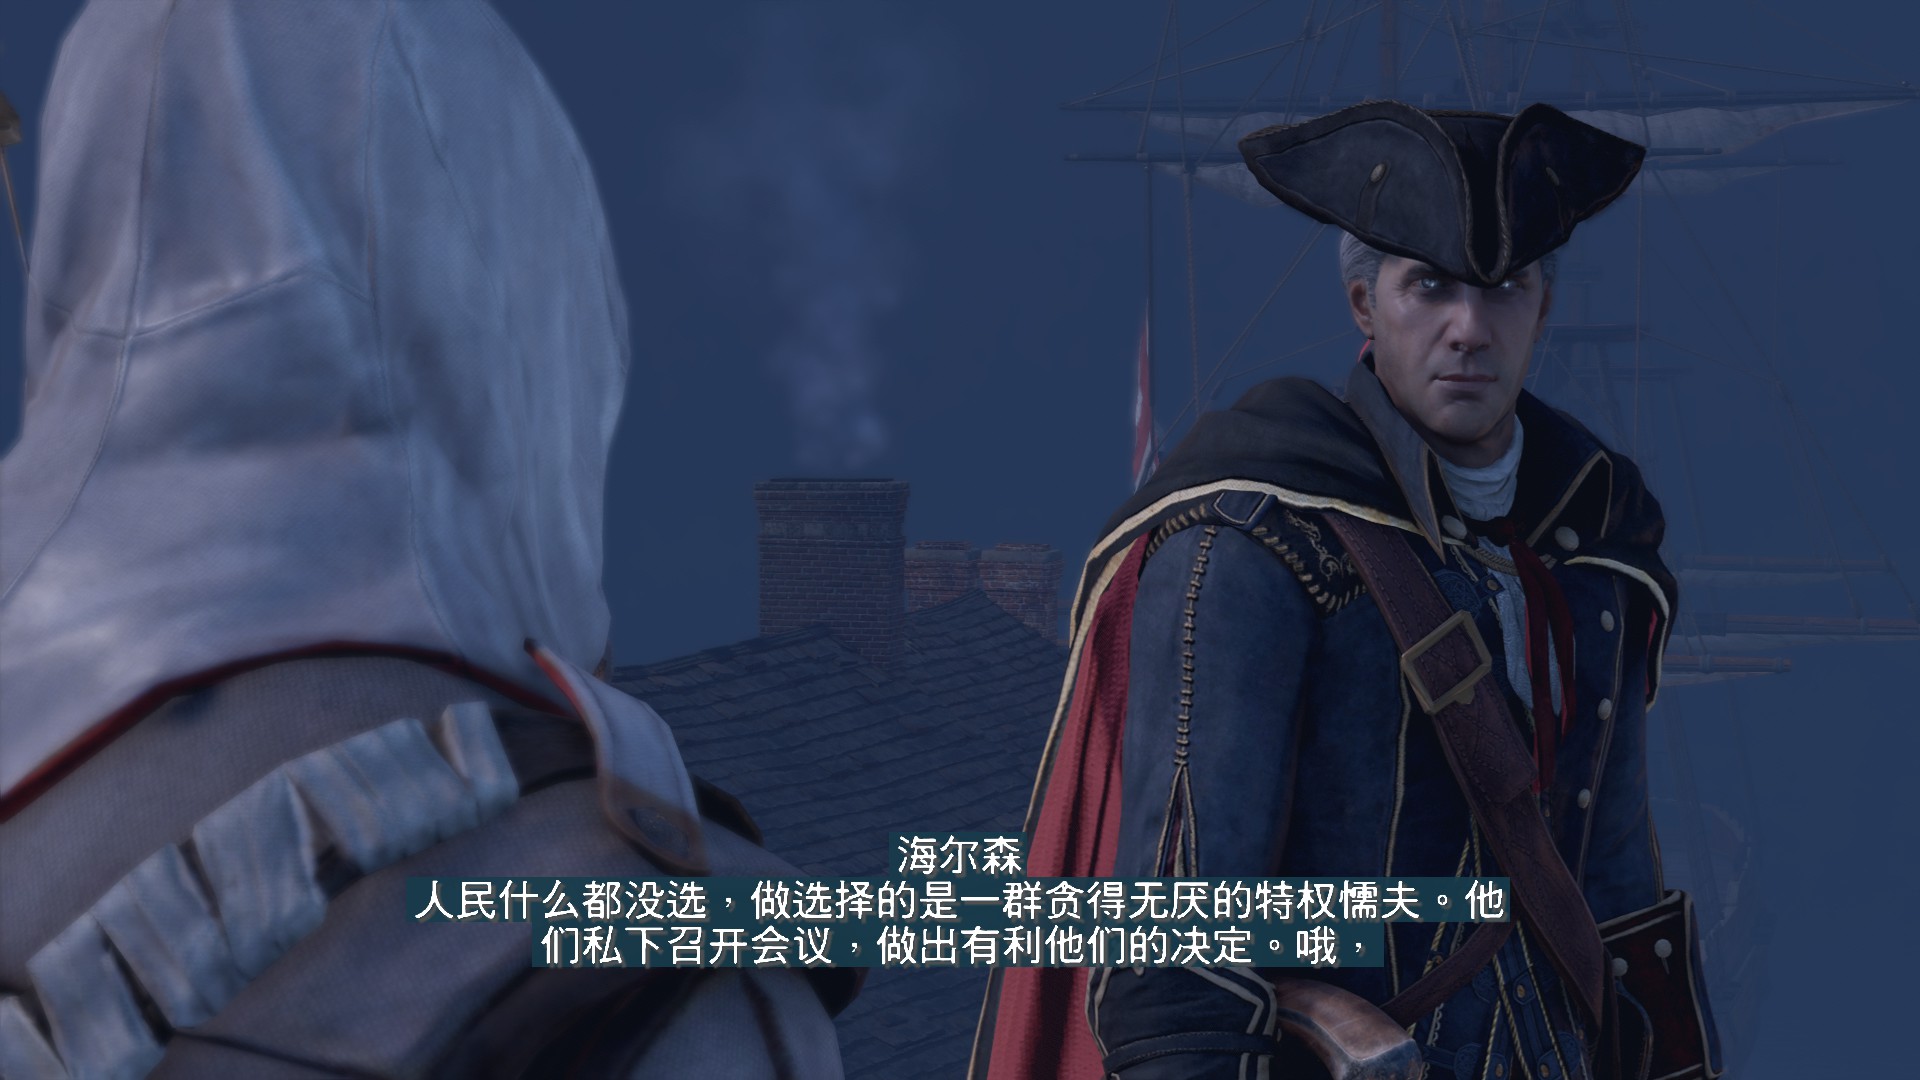 海尔森
人民什么都没选，做选择的是一群贪得无厌的特权懦夫。他
们私下召开会议，做出有利他们的决定。哦，